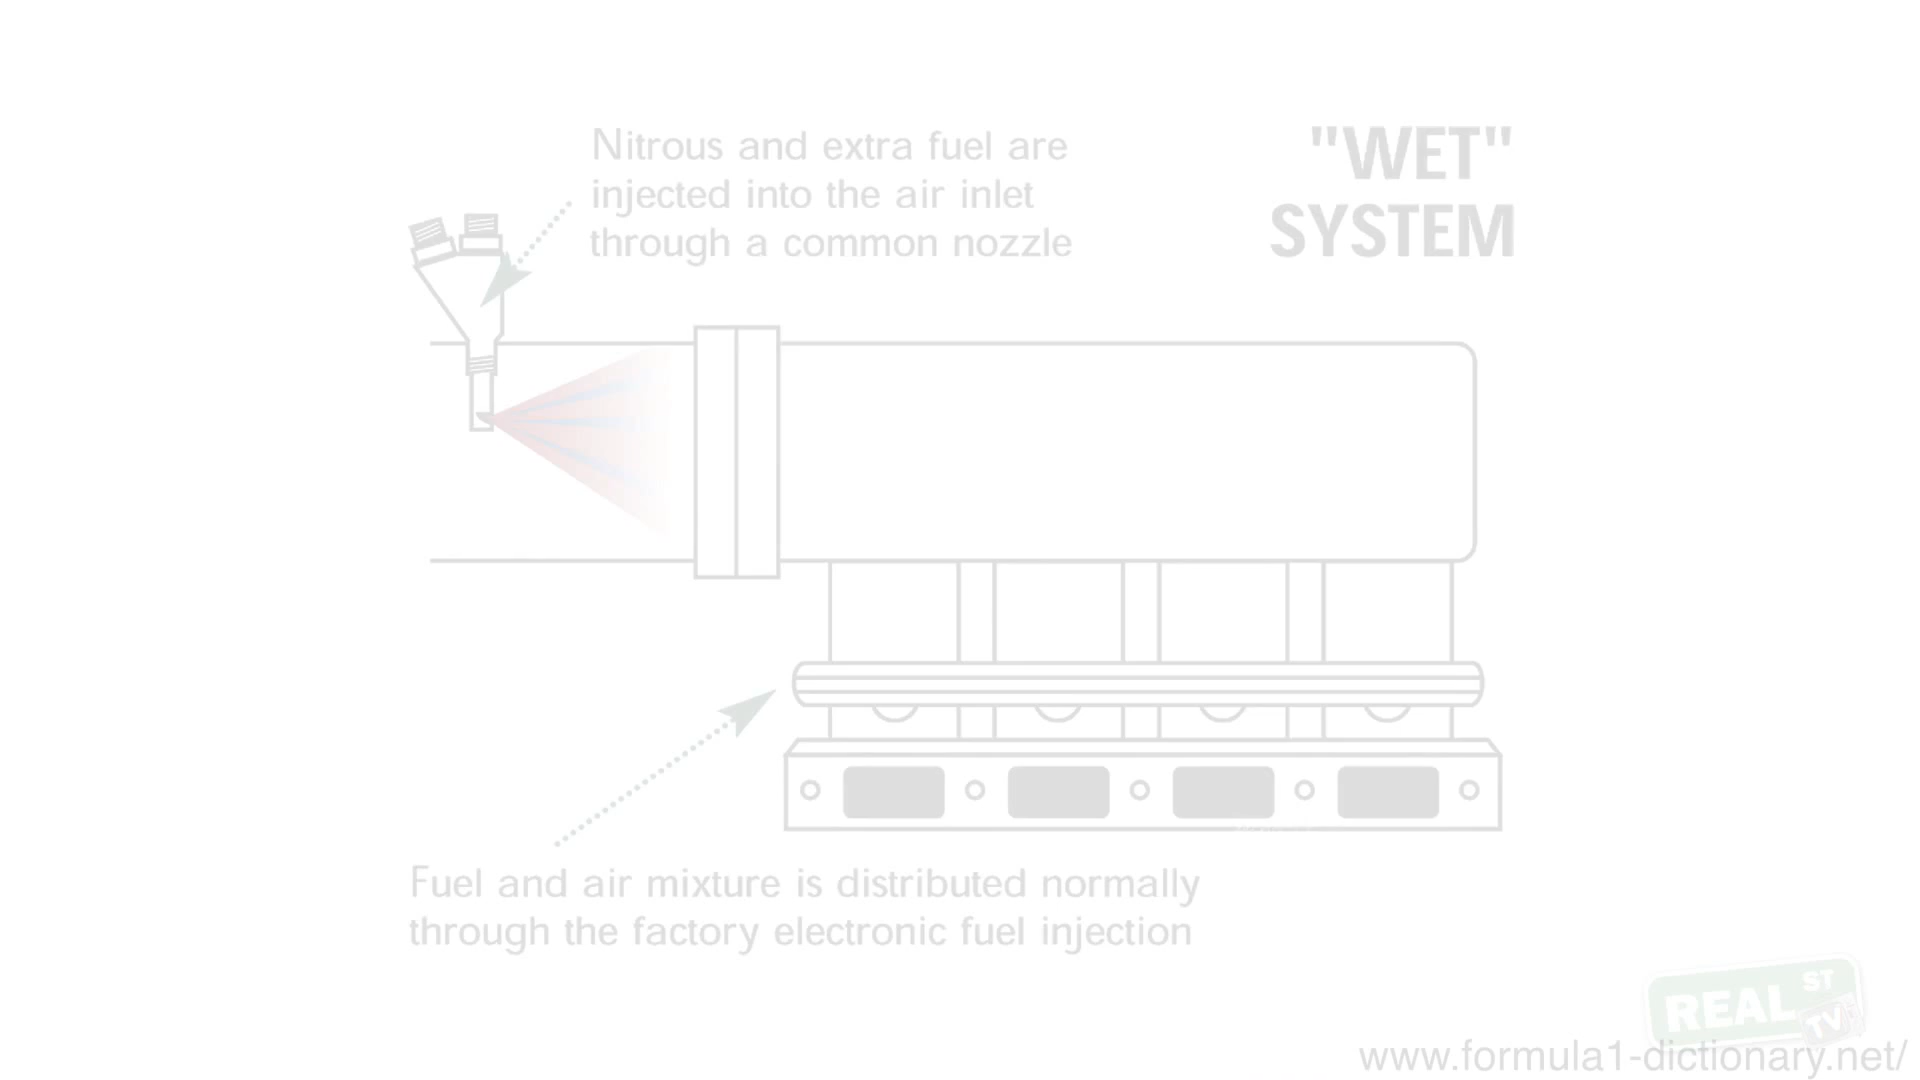 Nitrous and extra fuel are
injected into the air inlet
through a common nozzle
"WET"
SYSTEM
Fuel and air mixture is distributed normally
through the factory electronic fuel injection
REAL ST
TV
www.formula1-dictionary.net/